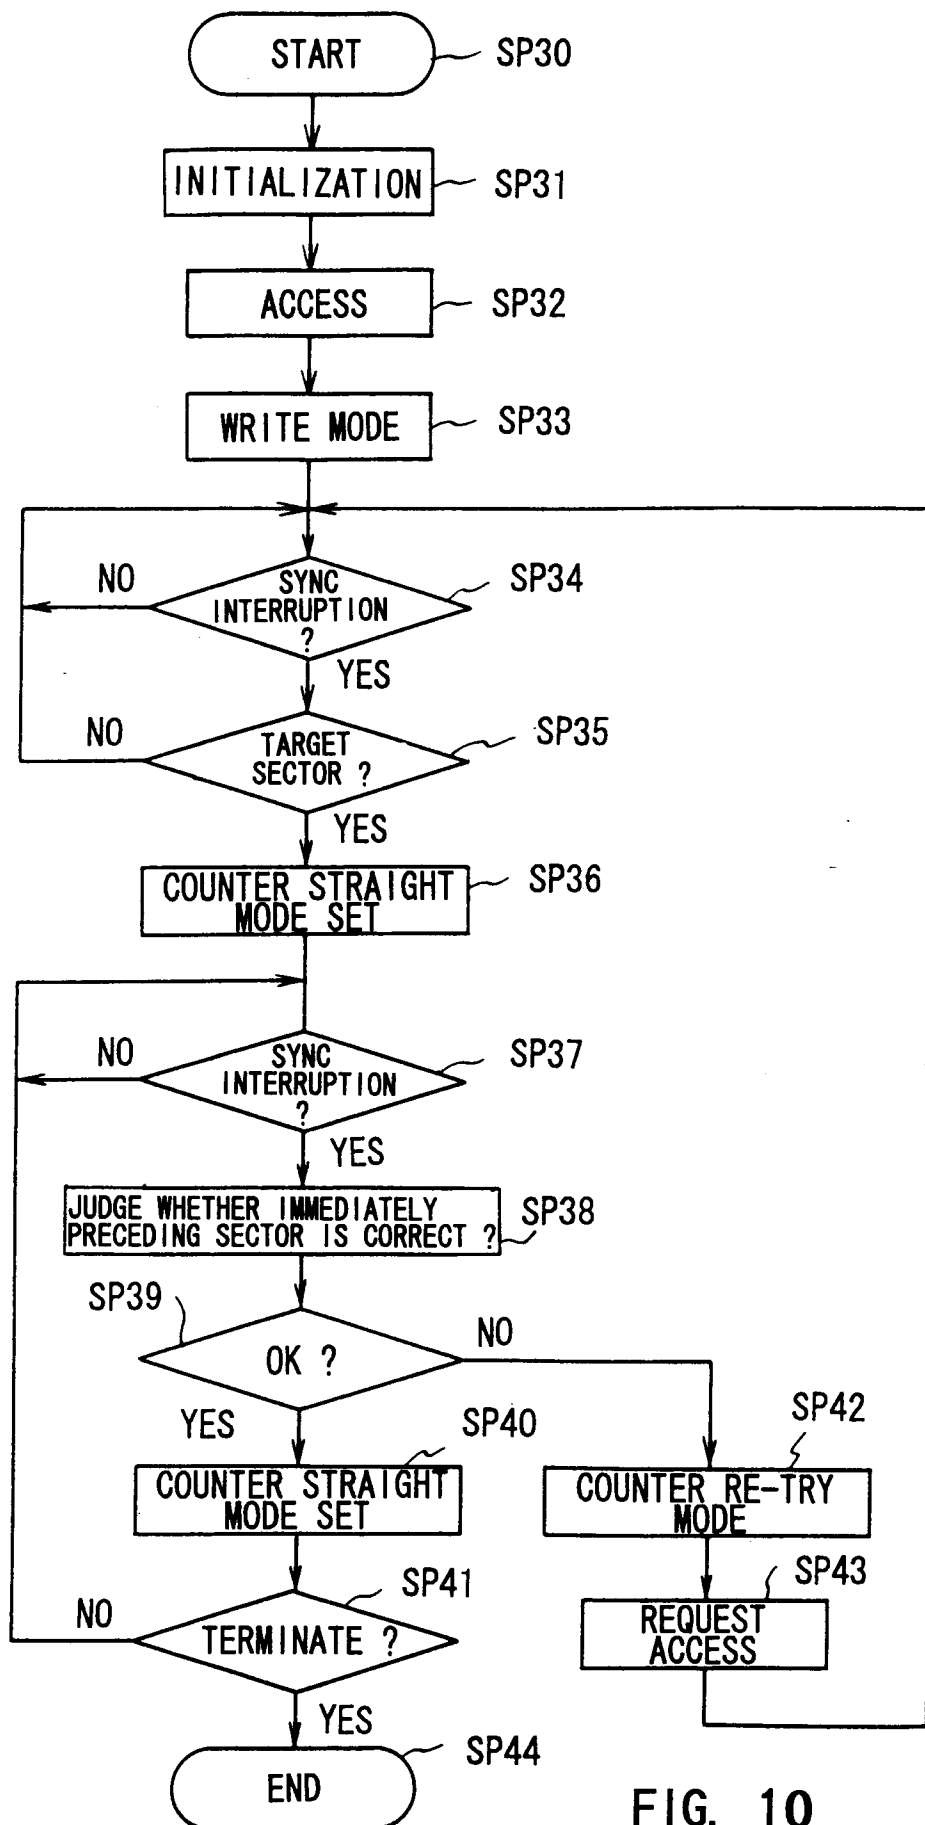 START
SP30
INITIALIZATION
SP31
ACCESS
SP32
WRITE MODE
SP33
NO
SYNC
INTERRUPTION
?
SP34
YES
NO
TARGET
SECTOR ?
SP35
YES
COUNTER STRAIGHT
MODE SET
SP36
NO
SYNC
INTERRUPTION
?
SP37
YES
JUDGE WHETHER IMMEDIATELY
PRECEDING SECTOR IS CORRECT ?
SP38
SP39
OK ?
NO
YES
SP40
COUNTER STRAIGHT
MODE SET
SP42
COUNTER RE-TRY
MODE
SP41
NO
TERMINATE ?
SP43
REQUEST
ACCESS
YES
SP44
END
FIG. 10